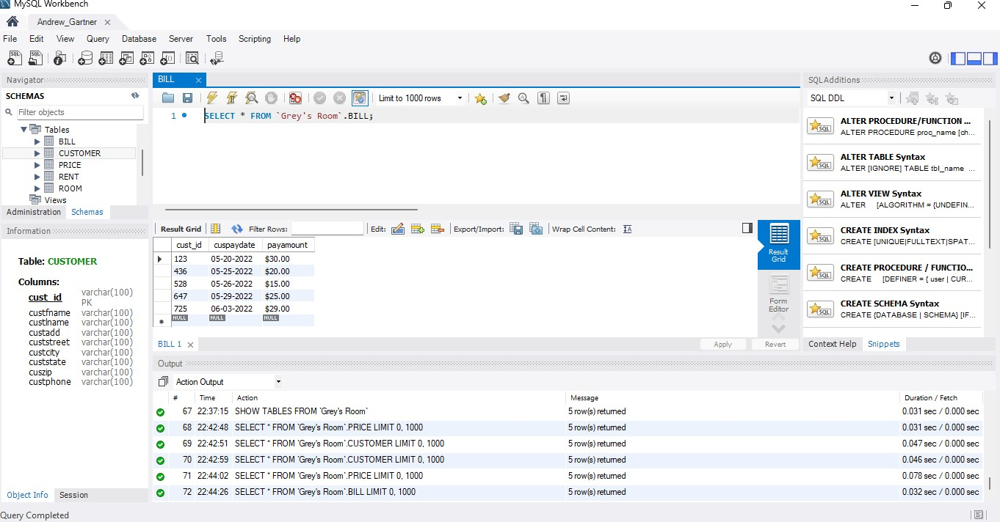 MySQL Workbench
Andrew_Gartner
File Edit View Query Database Server Tools Scripting Help
Navigator
SCHEMAS
Filter objects
Tables
BILL
CUSTOMER
PRICE
RENT
ROOM
Views
Administration Schemas
Information
Table: CUSTOMER
Columns:
cust_id varchar(100) PK
custfname varchar(100)
custlname varchar(100)
custadd varchar(100)
custstreet varchar(100)
custcity varchar(100)
custstate varchar(100)
cuszip varchar(100)
custphone varchar(100)
Object Info Session
Query Completed
BILL
Limit to 1000 rows
1 SELECT * FROM `Grey's Room`.BILL;
Result Grid Filter Rows: Edit: Export/Import: Wrap Cell Content:
cust_id cuspaydate payamount
123 05-20-2022 $30.00
436 05-25-2022 $20.00
528 05-26-2022 $15.00
647 05-29-2022 $25.00
725 06-03-2022 $29.00
NULL NULL NULL
Result Grid
Form Editor
BILL 1 Apply Revert
Output
Action Output
# Time Action Message Duration / Fetch
67 22:37:15 SHOW TABLES FROM `Grey's Room` 5 row(s) returned 0.031 sec / 0.000 sec
68 22:42:48 SELECT * FROM `Grey's Room`.PRICE LIMIT 0, 1000 5 row(s) returned 0.031 sec / 0.000 sec
69 22:42:51 SELECT * FROM `Grey's Room`.CUSTOMER LIMIT 0, 1000 5 row(s) returned 0.047 sec / 0.000 sec
70 22:42:59 SELECT * FROM `Grey's Room`.CUSTOMER LIMIT 0, 1000 5 row(s) returned 0.046 sec / 0.000 sec
71 22:44:02 SELECT * FROM `Grey's Room`.PRICE LIMIT 0, 1000 5 row(s) returned 0.078 sec / 0.000 sec
72 22:44:26 SELECT * FROM `Grey's Room`.BILL LIMIT 0, 1000 5 row(s) returned 0.032 sec / 0.000 sec
SQLAdditions
SQL DDL
ALTER PROCEDURE/FUNCTION ...
ALTER PROCEDURE proc_name [ch...
ALTER TABLE Syntax
ALTER [IGNORE] TABLE tbl_name ...
ALTER VIEW Syntax
ALTER [ALGORITHM = {UNDEFIN...
CREATE INDEX Syntax
CREATE [UNIQUE|FULLTEXT|SPAT...
CREATE PROCEDURE / FUNCTIO...
CREATE [DEFINER = { user | CUR...
CREATE SCHEMA Syntax
CREATE {DATABASE | SCHEMA} [IF...
Context Help Snippets